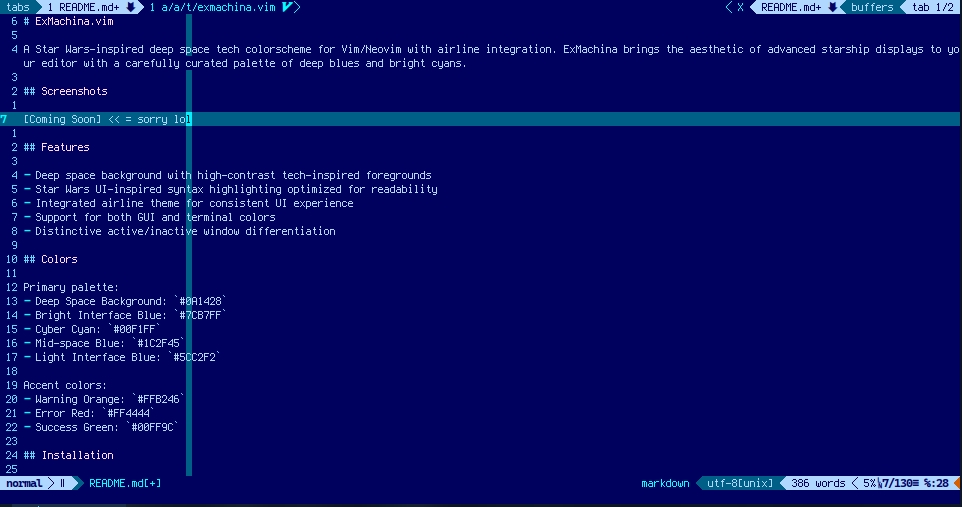 tabs 1 README.md+ 1 a/a/t/exmachina.vim X README.md+ buffers tab 1/2
6 # ExMachina.vim
5
4 A Star Wars-inspired deep space tech colorscheme for Vim/Neovim with airline integration. ExMachina brings the aesthetic of advanced starship displays to yo
ur editor with a carefully curated palette of deep blues and bright cyans.
3
2 ## Screenshots
1
7 [Coming Soon] << = sorry lol
1
2 ## Features
3
4 - Deep space background with high-contrast tech-inspired foregrounds
5 - Star Wars UI-inspired syntax highlighting optimized for readability
6 - Integrated airline theme for consistent UI experience
7 - Support for both GUI and terminal colors
8 - Distinctive active/inactive window differentiation
9
10 ## Colors
11
12 Primary palette:
13 - Deep Space Background: `#0A1428`
14 - Bright Interface Blue: `#7CB7FF`
15 - Cyber Cyan: `#00F1FF`
16 - Mid-space Blue: `#1C2F45`
17 - Light Interface Blue: `#5CC2F2`
18
19 Accent colors:
20 - Warning Orange: `#FFB246`
21 - Error Red: `#FF4444`
22 - Success Green: `#00FF9C`
23
24 ## Installation
25
normal README.md[+] markdown utf-8[unix] 386 words 5% 7/130≡ %:28